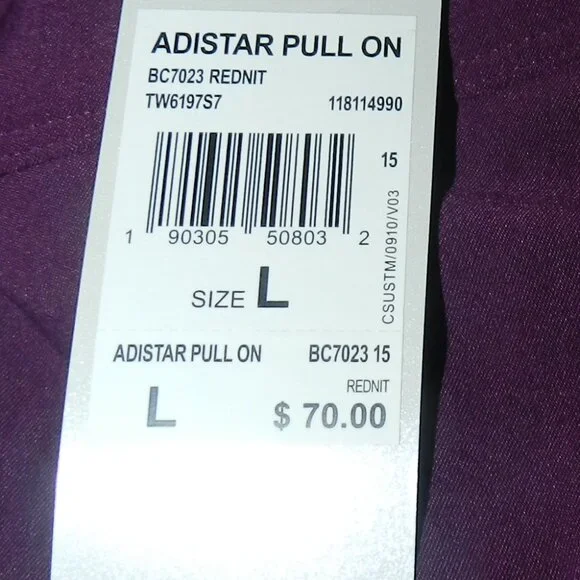 ADISTAR PULL ON
BC7023 REDNIT
TW6197S7 118114990
15
1 90305 50803 2
CSUSTM/0910/V03
SIZE L
ADISTAR PULL ON BC7023 15
REDNIT
L $ 70.00